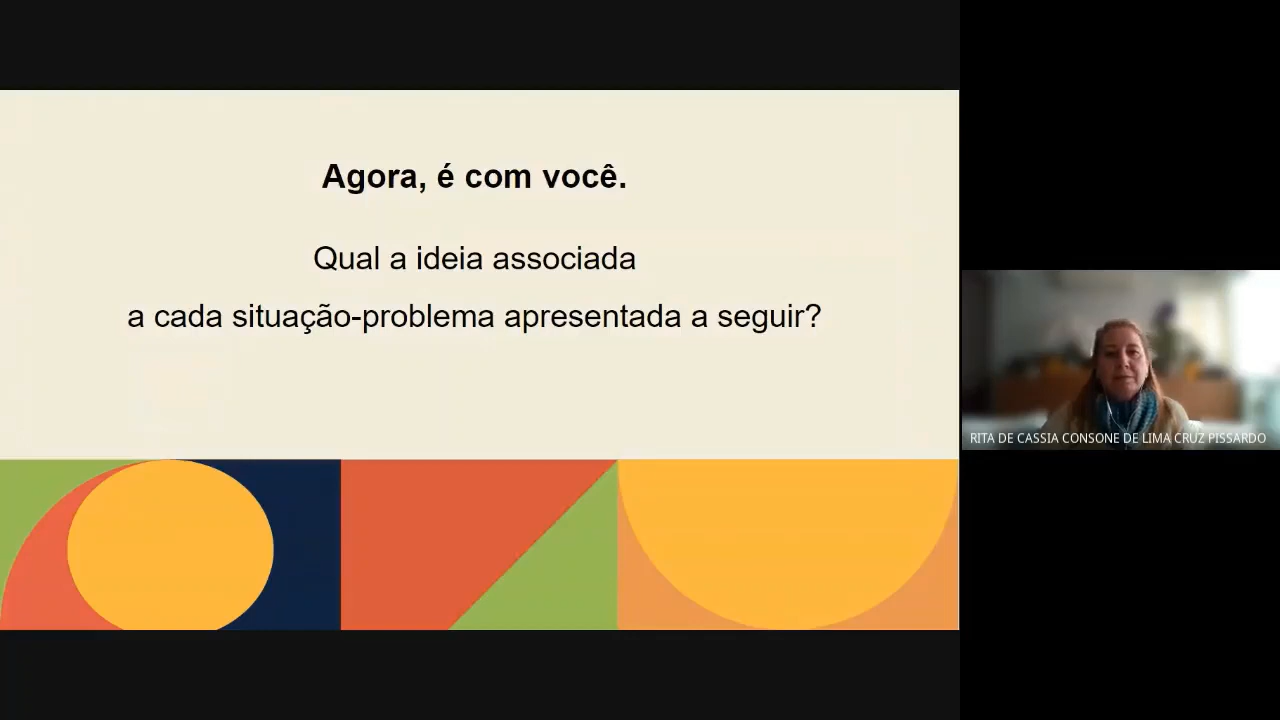 Agora, é com você.
Qual a ideia associada
a cada situação-problema apresentada a seguir?
RITA DE CASSIA CONSONE DE LIMA CRUZ PISSARDO